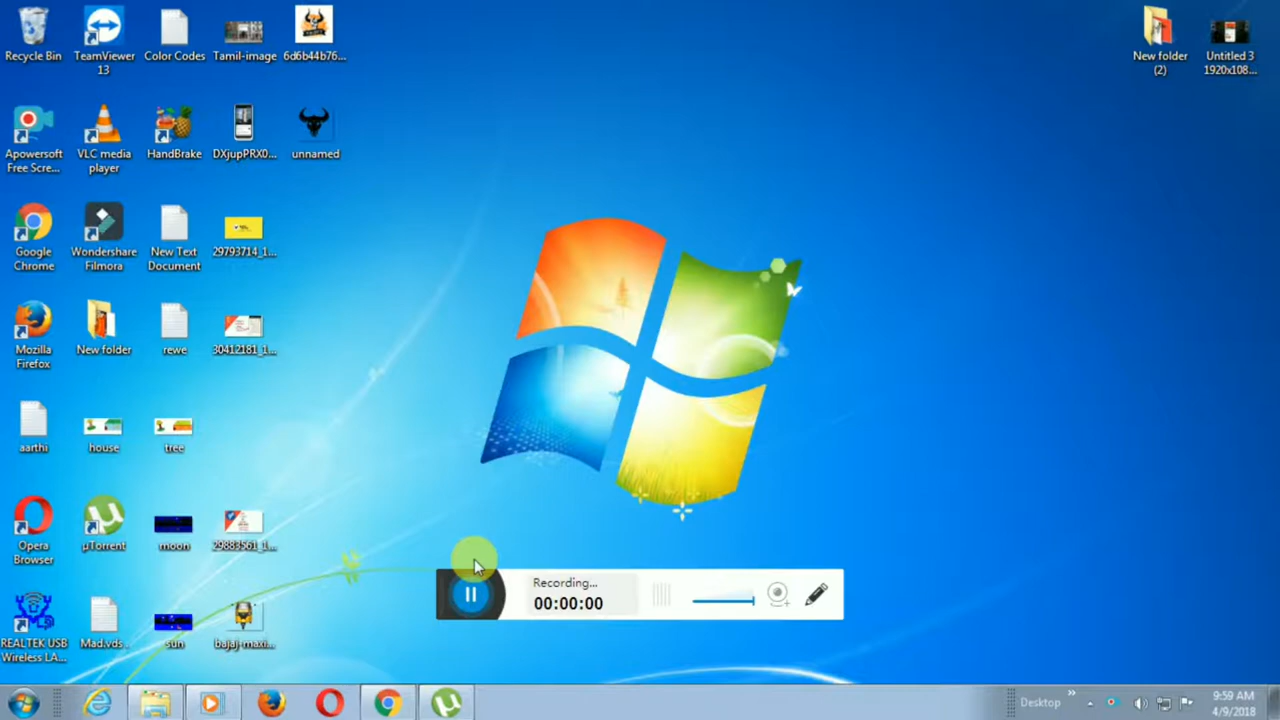 Recycle Bin
TeamViewer
13
Color Codes
Tamil-image
6d6b44b76...
New folder
(2)
Untitled 3
1920x108...
Apowersoft
Free Scre...
VLC media
player
HandBrake
DXjupPRX0...
unnamed
Google
Chrome
Wondershare
Filmora
New Text
Document
29793714_1...
Mozilla
Firefox
New folder
rewe
30412181_1...
aarthi
house
tree
Opera
Browser
µTorrent
moon
29883561_1...
Recording...
00:00:00
REALTEK USB
Wireless LA...
Mad.vds
sun
bajaj-maxi...
Desktop
9:59 AM
4/9/2018